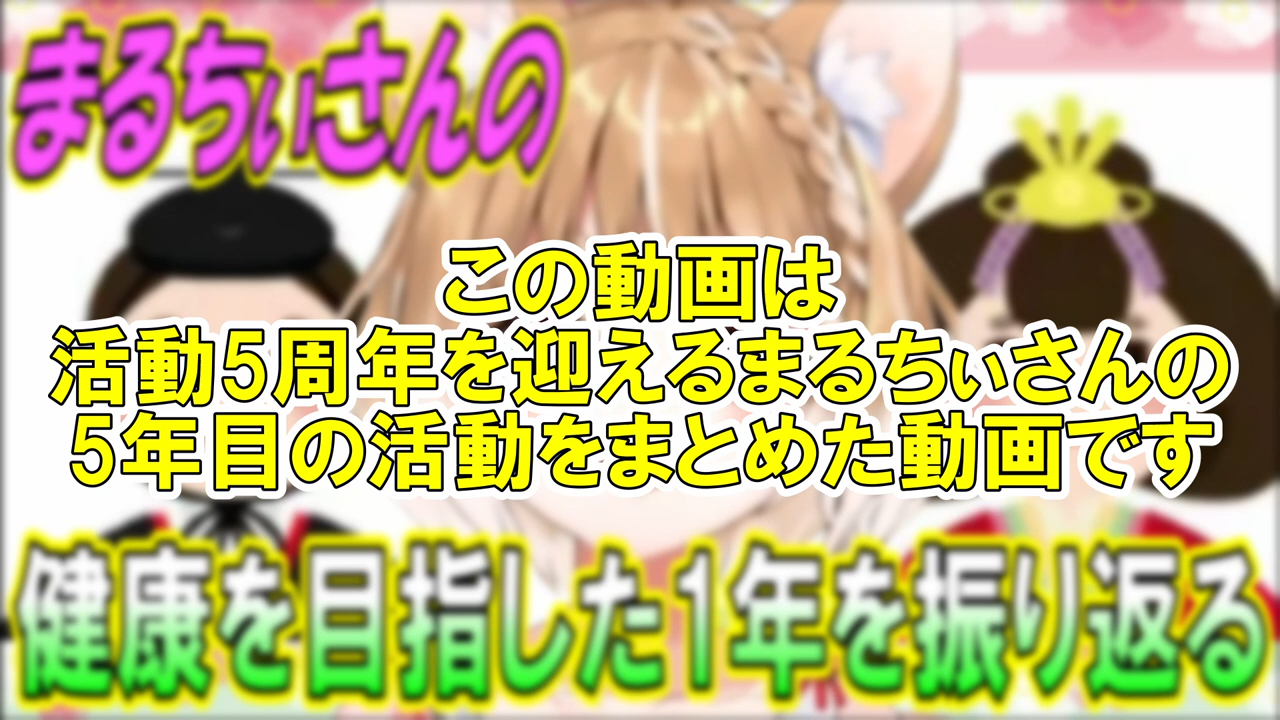 まるちぃさんの
この動画は
活動5周年を迎えるまるちぃさんの
5年目の活動をまとめた動画です
健康を目指した1年を振り返る